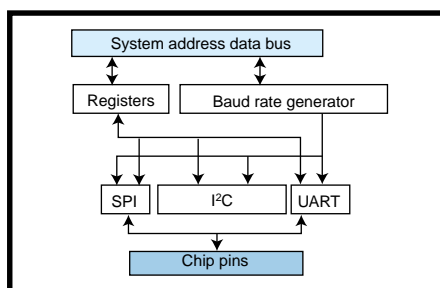 System address data bus
Registers
Baud rate generator
SPI
I²C
UART
Chip pins